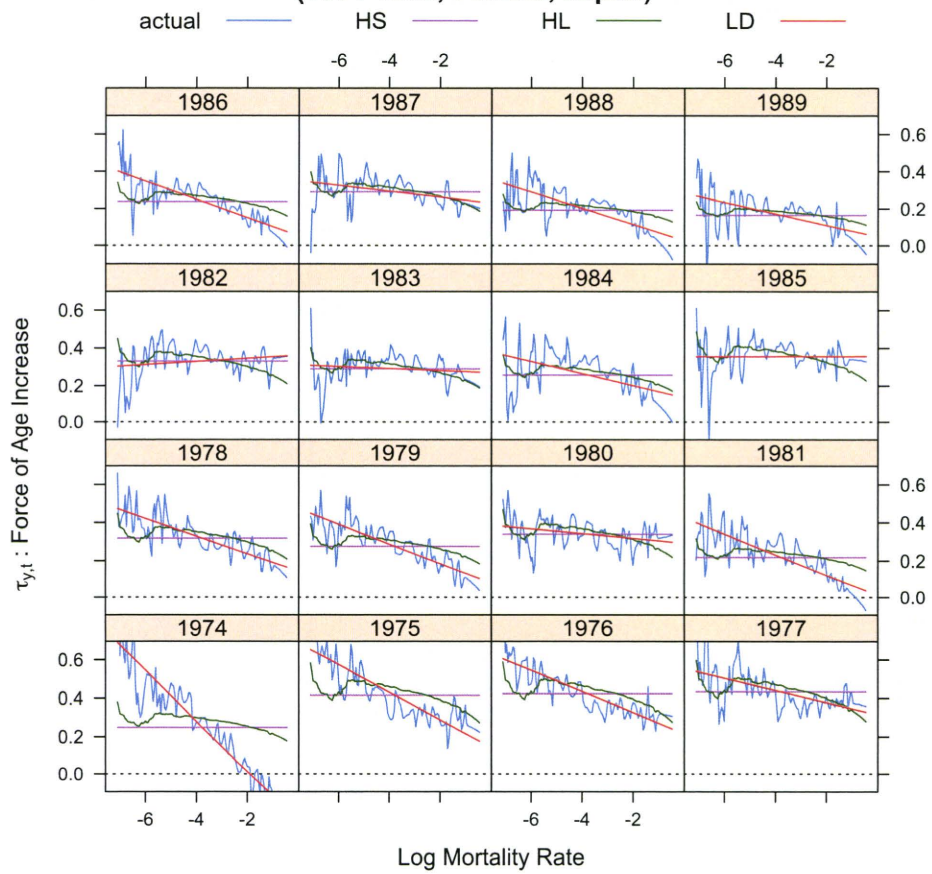 actual HS HL LD
-6 -4 -2 -6 -4 -2
1986 1987 1988 1989
0.6
0.4
0.2
0.0
1982 1983 1984 1985
0.6
0.4
0.2
0.0
1978 1979 1980 1981
0.6
0.4
0.2
0.0
1974 1975 1976 1977
0.6
0.4
0.2
0.0
-6 -4 -2 -6 -4 -2
τy,t : Force of Age Increase
Log Mortality Rate